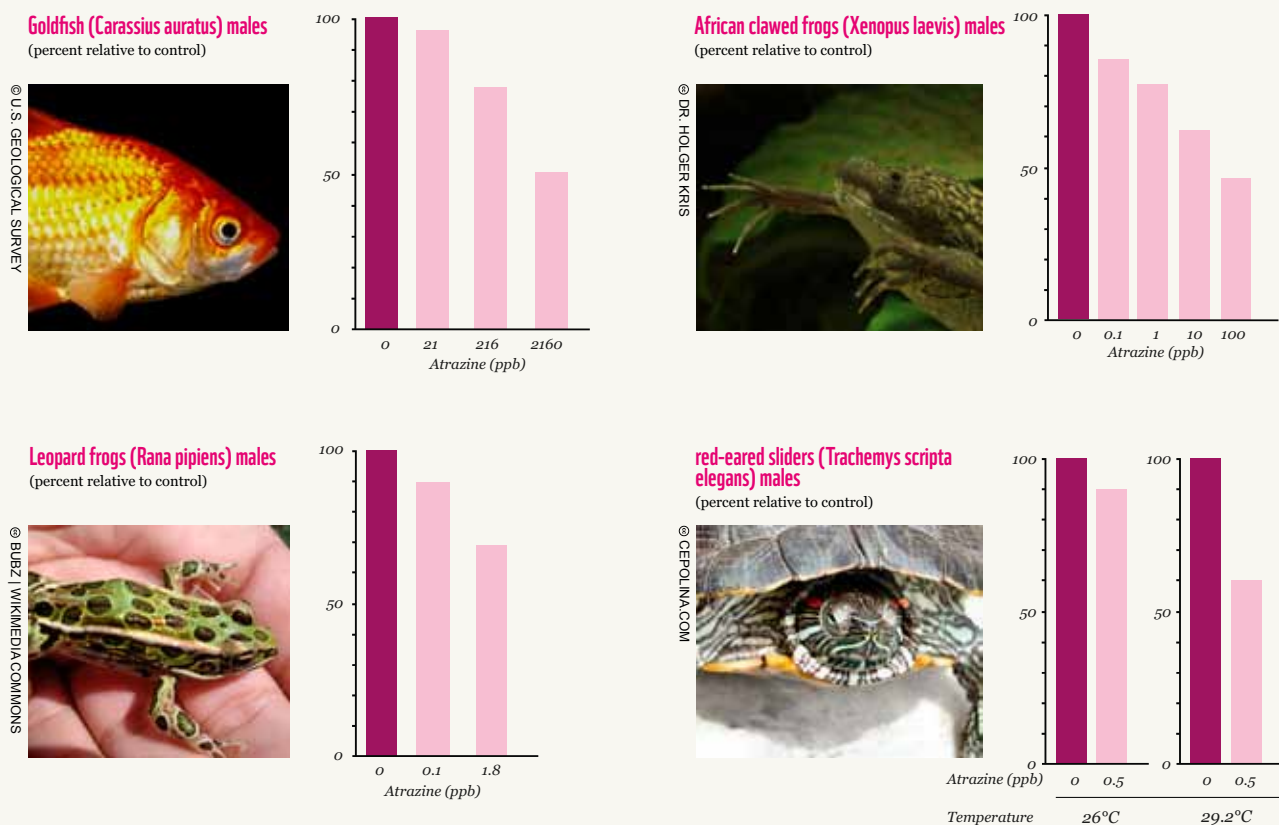 Goldfish (Carassius auratus) males
(percent relative to control)
© U.S. GEOLOGICAL SURVEY
100
50
0
0 21 216 2160
Atrazine (ppb)
African clawed frogs (Xenopus laevis) males
(percent relative to control)
© DR. HOLGER KRIS
100
50
0
0 0.1 1 10 100
Atrazine (ppb)
Leopard frogs (Rana pipiens) males
(percent relative to control)
© BUBZ | WIKIMEDIA COMMONS
100
50
0
0 0.1 1.8
Atrazine (ppb)
red-eared sliders (Trachemys scripta
elegans) males
(percent relative to control)
© CEPOLINA.COM
100 100
50 50
0 0
Atrazine (ppb) 0 0.5 0 0.5
Temperature 26°C 29.2°C